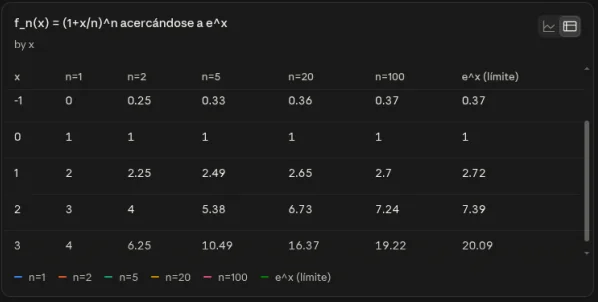 f_n(x) = (1+x/n)^n acercándose a e^x
by x
x n=1 n=2 n=5 n=20 n=100 e^x (límite)
-1 0 0.25 0.33 0.36 0.37 0.37
0 1 1 1 1 1 1
1 2 2.25 2.49 2.65 2.7 2.72
2 3 4 5.38 6.73 7.24 7.39
3 4 6.25 10.49 16.37 19.22 20.09
n=1 n=2 n=5 n=20 n=100 e^x (límite)